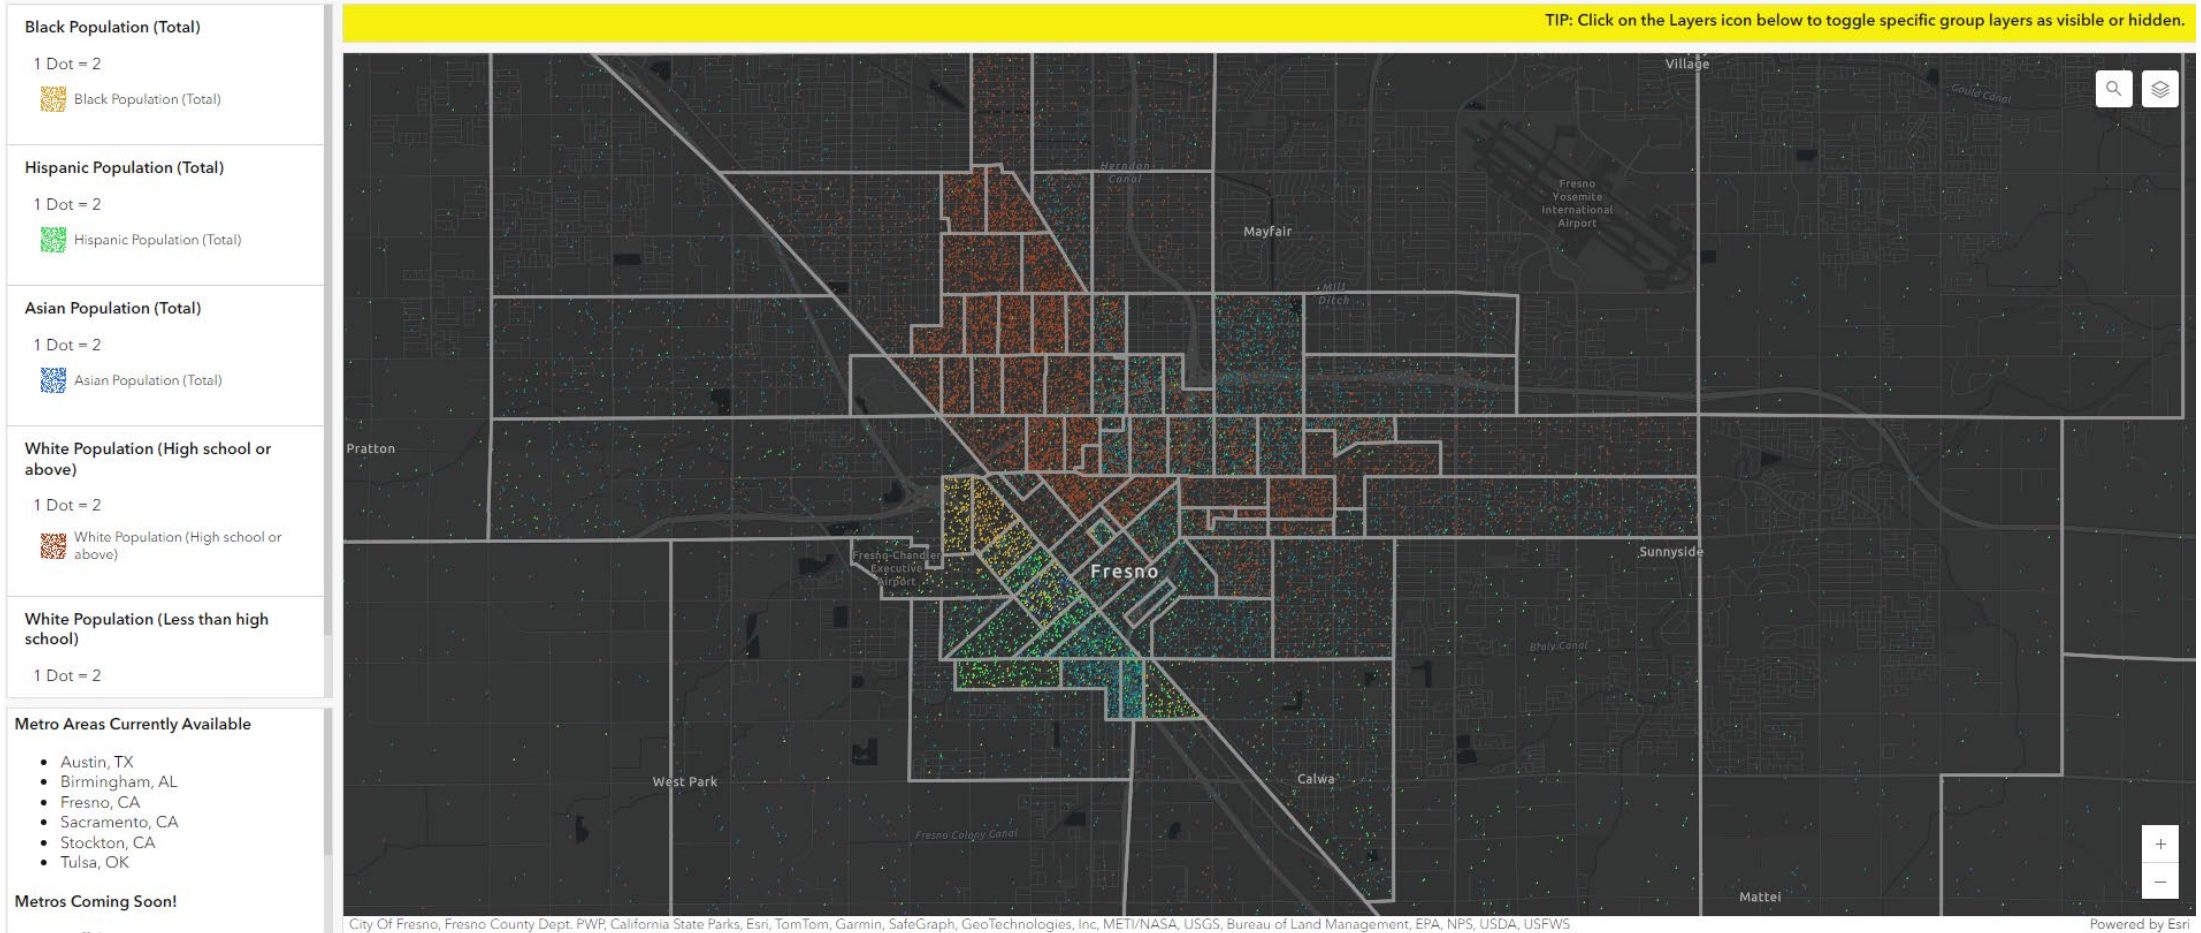 Black Population (Total)
1 Dot = 2
Black Population (Total)
Hispanic Population (Total)
1 Dot = 2
Hispanic Population (Total)
Asian Population (Total)
1 Dot = 2
Asian Population (Total)
White Population (High school or
above)
1 Dot = 2
White Population (High school or
above)
White Population (Less than high
school)
1 Dot = 2
Metro Areas Currently Available
Austin, TX
Birmingham, AL
Fresno, CA
Sacramento, CA
Stockton, CA
Tulsa, OK
Metros Coming Soon!
TIP: Click on the Layers icon below to toggle specific group layers as visible or hidden.
Village
Gould Canal
Herndon
Canal
Fresno
Yosemite
International
Airport
Mayfair
Mill
Ditch
Pratton
Fresno-Chandler
Executive
Airport
Sunnyside
Fresno
Braly Canal
West Park
Calwa
Fresno Colony Canal
Mattei
City Of Fresno, Fresno County Dept. PWP, California State Parks, Esri, TomTom, Garmin, SafeGraph, GeoTechnologies, Inc, METI/NASA, USGS, Bureau of Land Management, EPA, NPS, USDA, USFWS
Powered by Esri